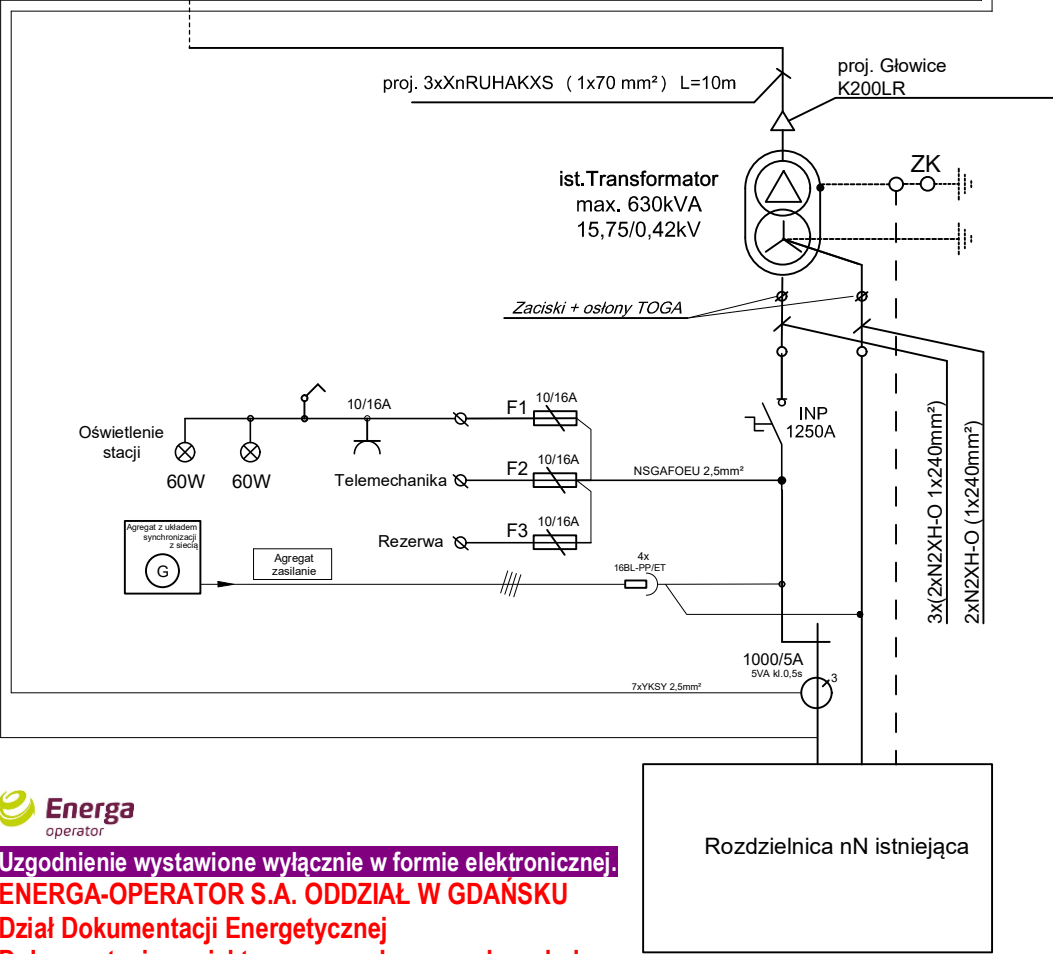 proj. 3xXnRUHAKXS ( 1x70 mm²) L=10m
proj. Głowice
K200LR
ist.Transformator
max. 630kVA
15,75/0,42kV
ZK
Zaciski + osłony TOGA
10/16A
F1
10/16A
INP
1250A
Oświetlenie
stacji
60W
60W
Telemechanika
F2
10/16A
NSGAFOEU 2,5mm²
Rezerwa
F3
10/16A
Agregat z układem
synchronizacji
z siecią
G
Agregat
zasilanie
4x
16BL-PP/ET
3x(2xN2XH-O 1x240mm²)
2xN2XH-O (1x240mm²)
1000/5A
5VA kl.0,5s
7xYKSY 2,5mm²
3
Rozdzielnica nN istniejąca
Energa
operator
Uzgodnienie wystawione wyłącznie w formie elektronicznej.
ENERGA-OPERATOR S.A. ODDZIAŁ W GDAŃSKU
Dział Dokumentacji Energetycznej